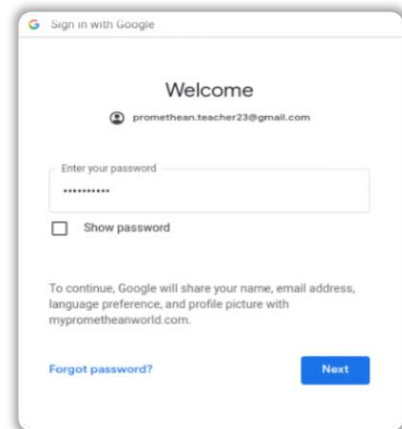 Sign in with Google
Welcome
promethean.teacher23@gmail.com
Enter your password
••••••••••
Show password
To continue, Google will share your name, email address,
language preference, and profile picture with
myprometheanworld.com.
Forgot password? Next